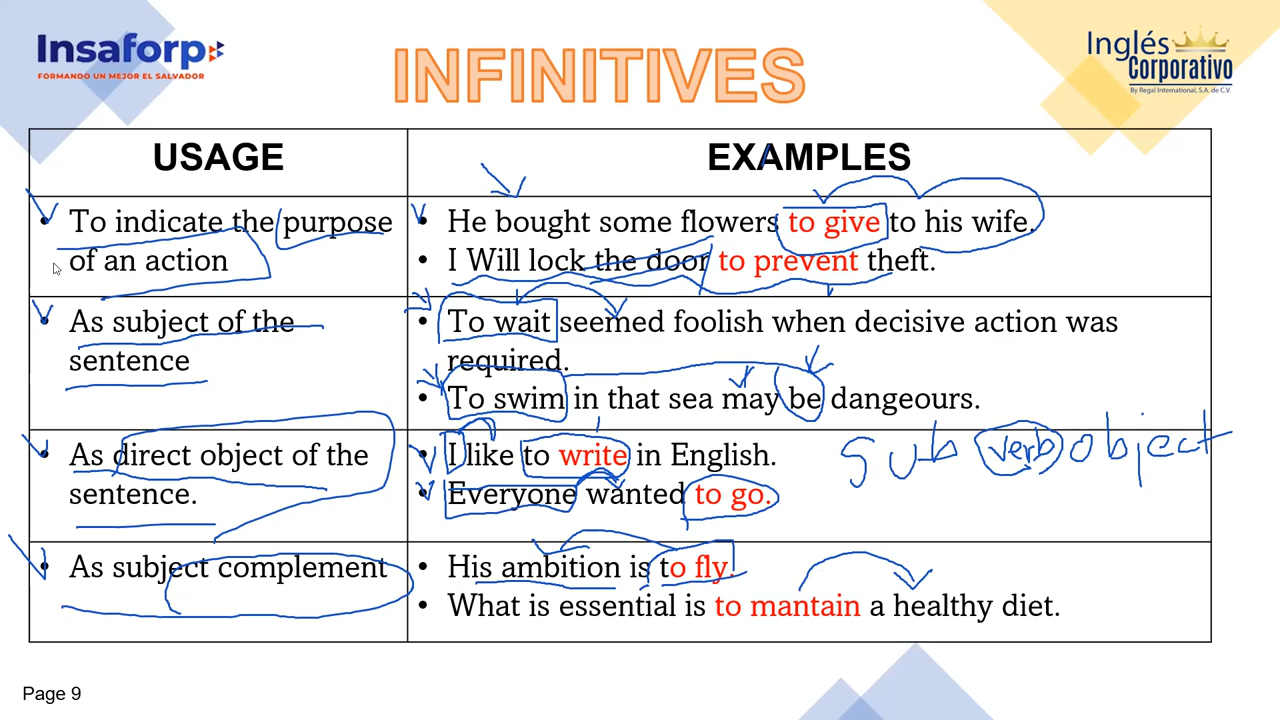 Insaforp
FORMANDO UN MEJOR EL SALVADOR
INFINITIVES
Inglés
Corporativo
By Regal International, S.A. de C.V.
USAGE
EXAMPLES
• To indicate the purpose
of an action
• He bought some flowers to give to his wife.
• I Will lock the door to prevent theft.
• As subject of the
sentence
• To wait seemed foolish when decisive action was
required.
• To swim in that sea may be dangeours.
• As direct object of the
sentence.
• I like to write in English.
• Everyone wanted to go.
Sub verb object
• As subject complement
• His ambition is to fly.
• What is essential is to mantain a healthy diet.
Page 9